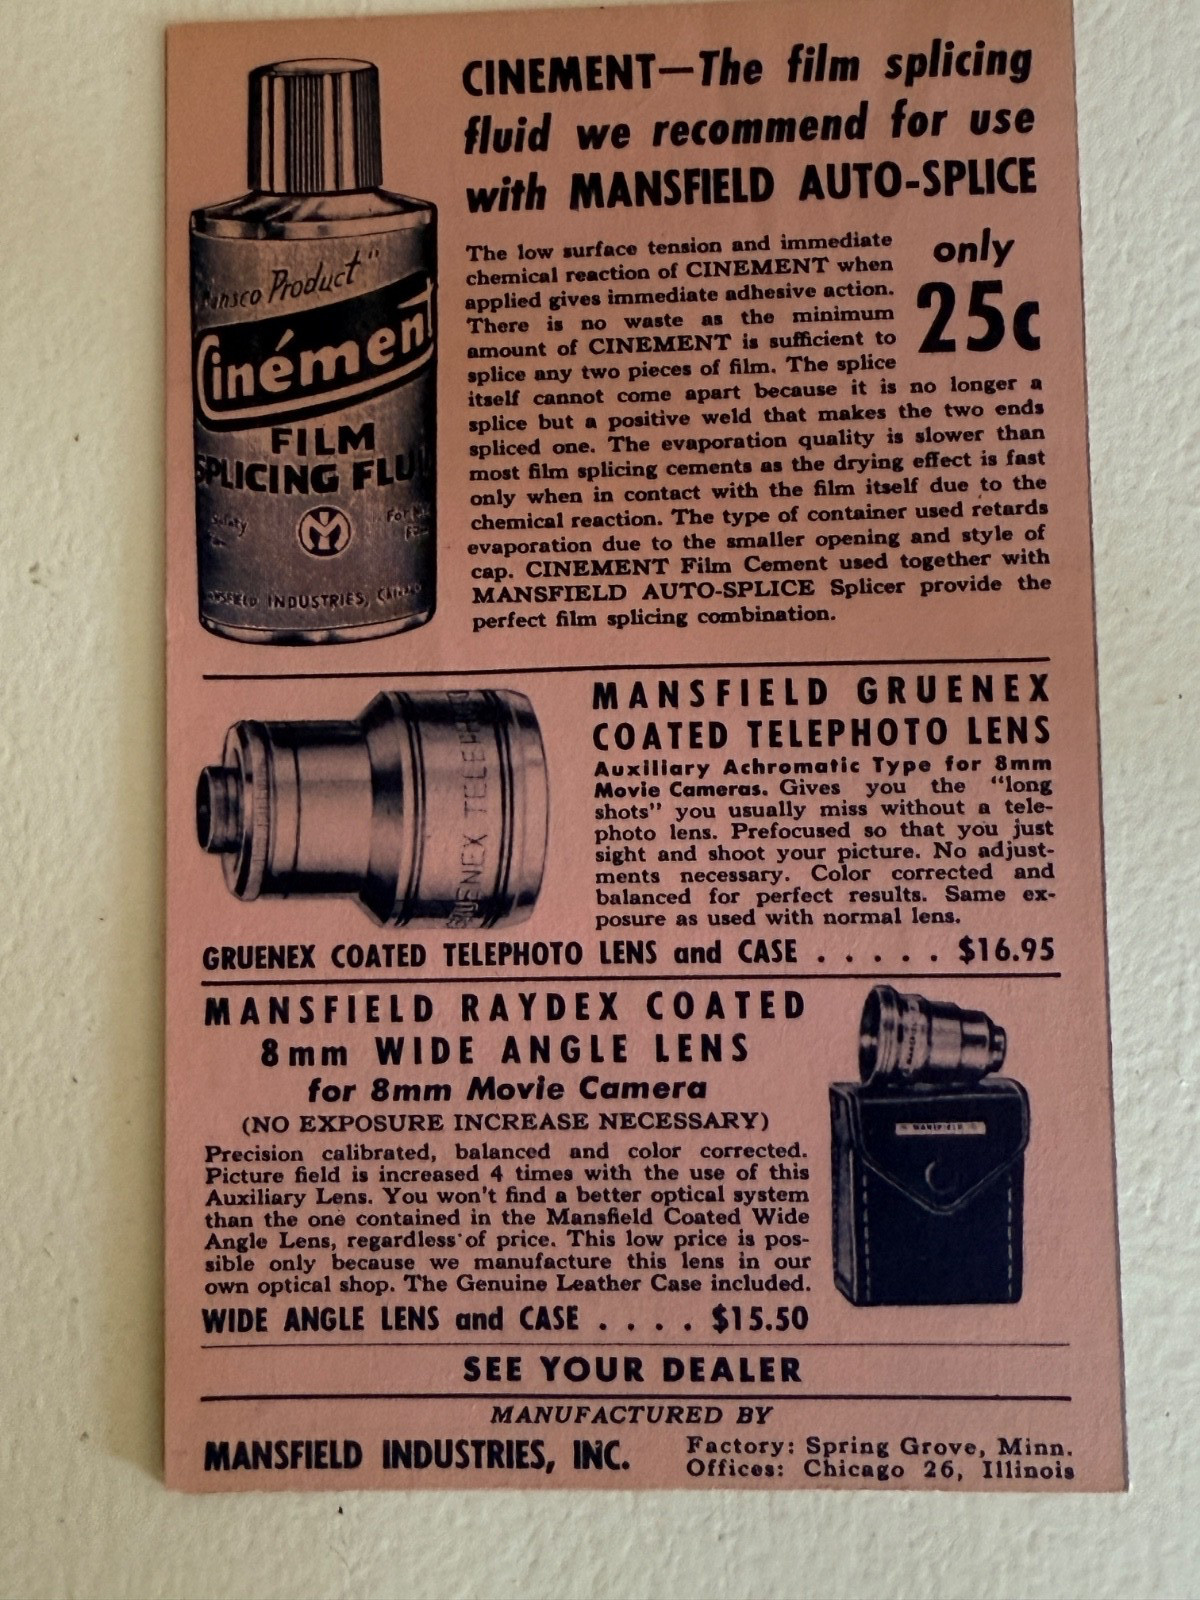 CINEMENT—The film splicing
fluid we recommend for use
with MANSFIELD AUTO-SPLICE
only
25c
The low surface tension and immediate
chemical reaction of CINEMENT when
applied gives immediate adhesive action.
There is no waste as the minimum
amount of CINEMENT is sufficient to
splice any two pieces of film. The splice
itself cannot come apart because it is no longer a
splice but a positive weld that makes the two ends
spliced one. The evaporation quality is slower than
most film splicing cements as the drying effect is fast
only when in contact with the film itself due to the
chemical reaction. The type of container used retards
evaporation due to the smaller opening and style of
cap. CINEMENT Film Cement used together with
MANSFIELD AUTO-SPLICE Splicer provide the
perfect film splicing combination.
Product"
Cinément
FILM
SPLICING FLUI
M
INDUSTRIES, Chicago
MANSFIELD GRUENEX
COATED TELEPHOTO LENS
Auxiliary Achromatic Type for 8mm
Movie Cameras. Gives you the "long
shots" you usually miss without a tele-
photo lens. Prefocused so that you just
sight and shoot your picture. No adjust-
ments necessary. Color corrected and
balanced for perfect results. Same ex-
posure as used with normal lens.
GRUENEX TELEPHOTO
GRUENEX COATED TELEPHOTO LENS and CASE . . . . . $16.95
MANSFIELD RAYDEX COATED
8mm WIDE ANGLE LENS
for 8mm Movie Camera
(NO EXPOSURE INCREASE NECESSARY)
Precision calibrated, balanced and color corrected.
Picture field is increased 4 times with the use of this
Auxiliary Lens. You won't find a better optical system
than the one contained in the Mansfield Coated Wide
Angle Lens, regardless of price. This low price is pos-
sible only because we manufacture this lens in our
own optical shop. The Genuine Leather Case included.
WIDE ANGLE LENS and CASE . . . . $15.50
MANSFIELD
SEE YOUR DEALER
MANUFACTURED BY
MANSFIELD INDUSTRIES, INC.
Factory: Spring Grove, Minn.
Offices: Chicago 26, Illinois